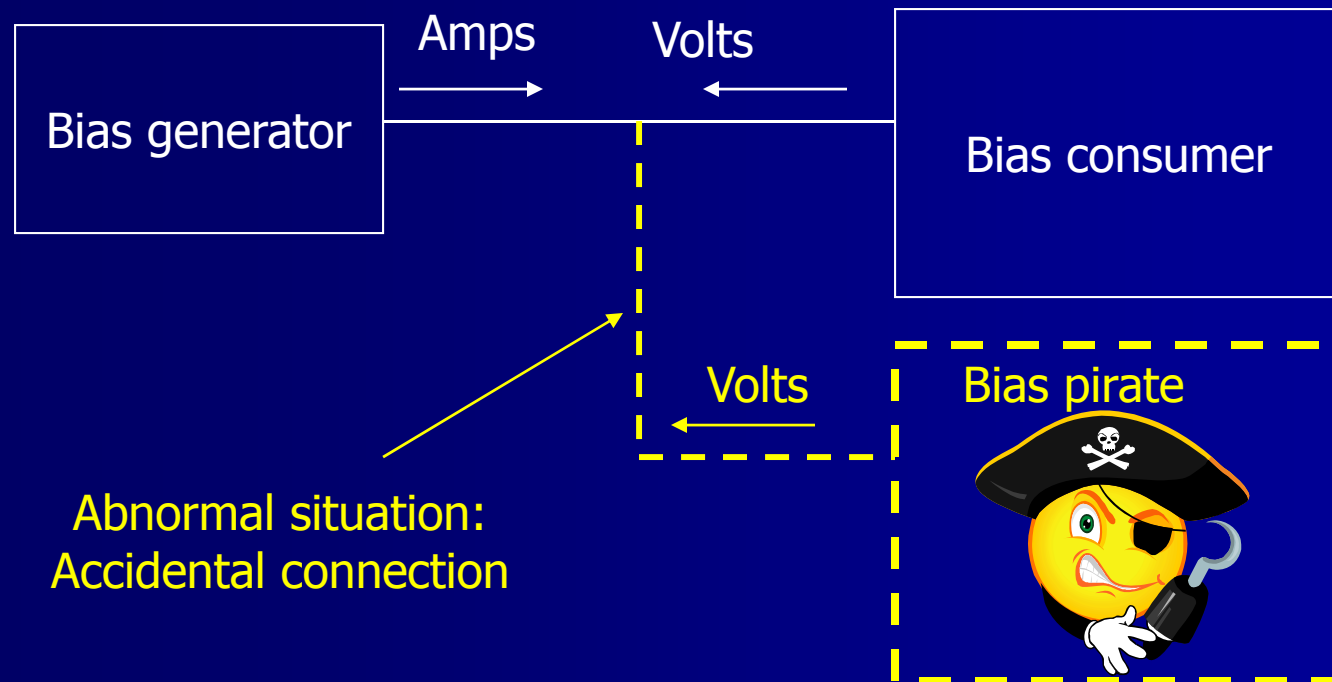 Amps
Volts
Bias generator
Bias consumer
Volts
Bias pirate
Abnormal situation:
Accidental connection